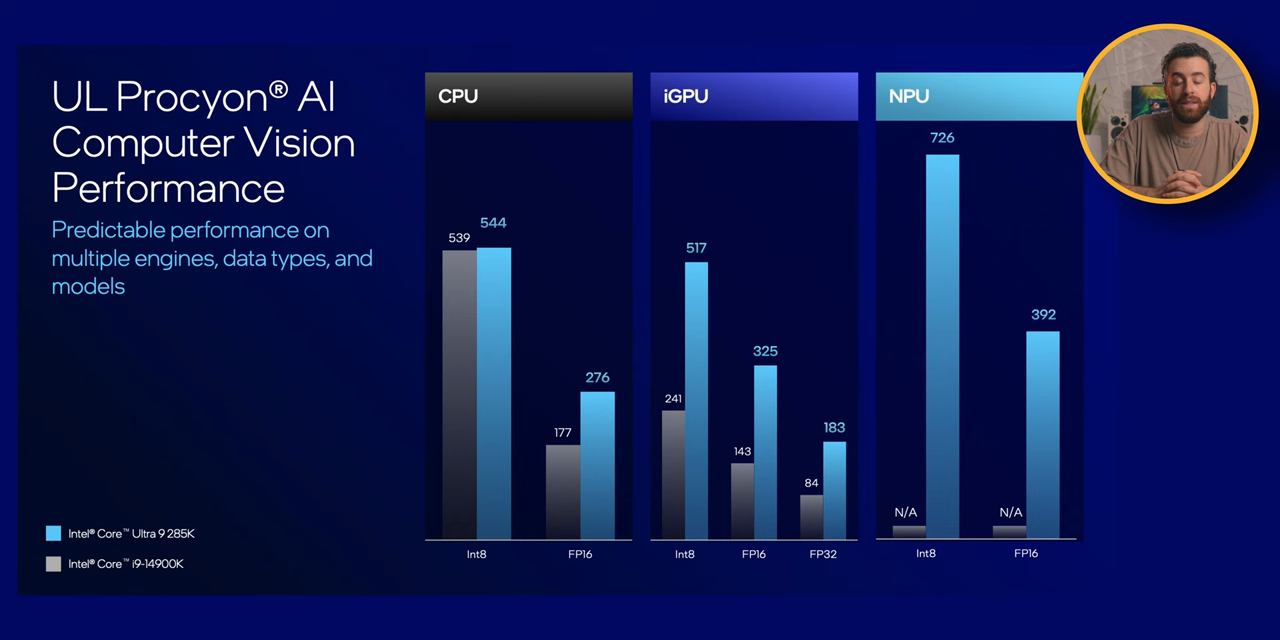 UL Procyon® AI
Computer Vision
Performance
Predictable performance on
multiple engines, data types, and
models
Intel® Core™ Ultra 9 285K
Intel® Core™ i9-14900K
CPU
539
544
177
276
Int8
FP16
iGPU
241
517
143
325
84
183
Int8
FP16
FP32
NPU
N/A
726
N/A
392
Int8
FP16